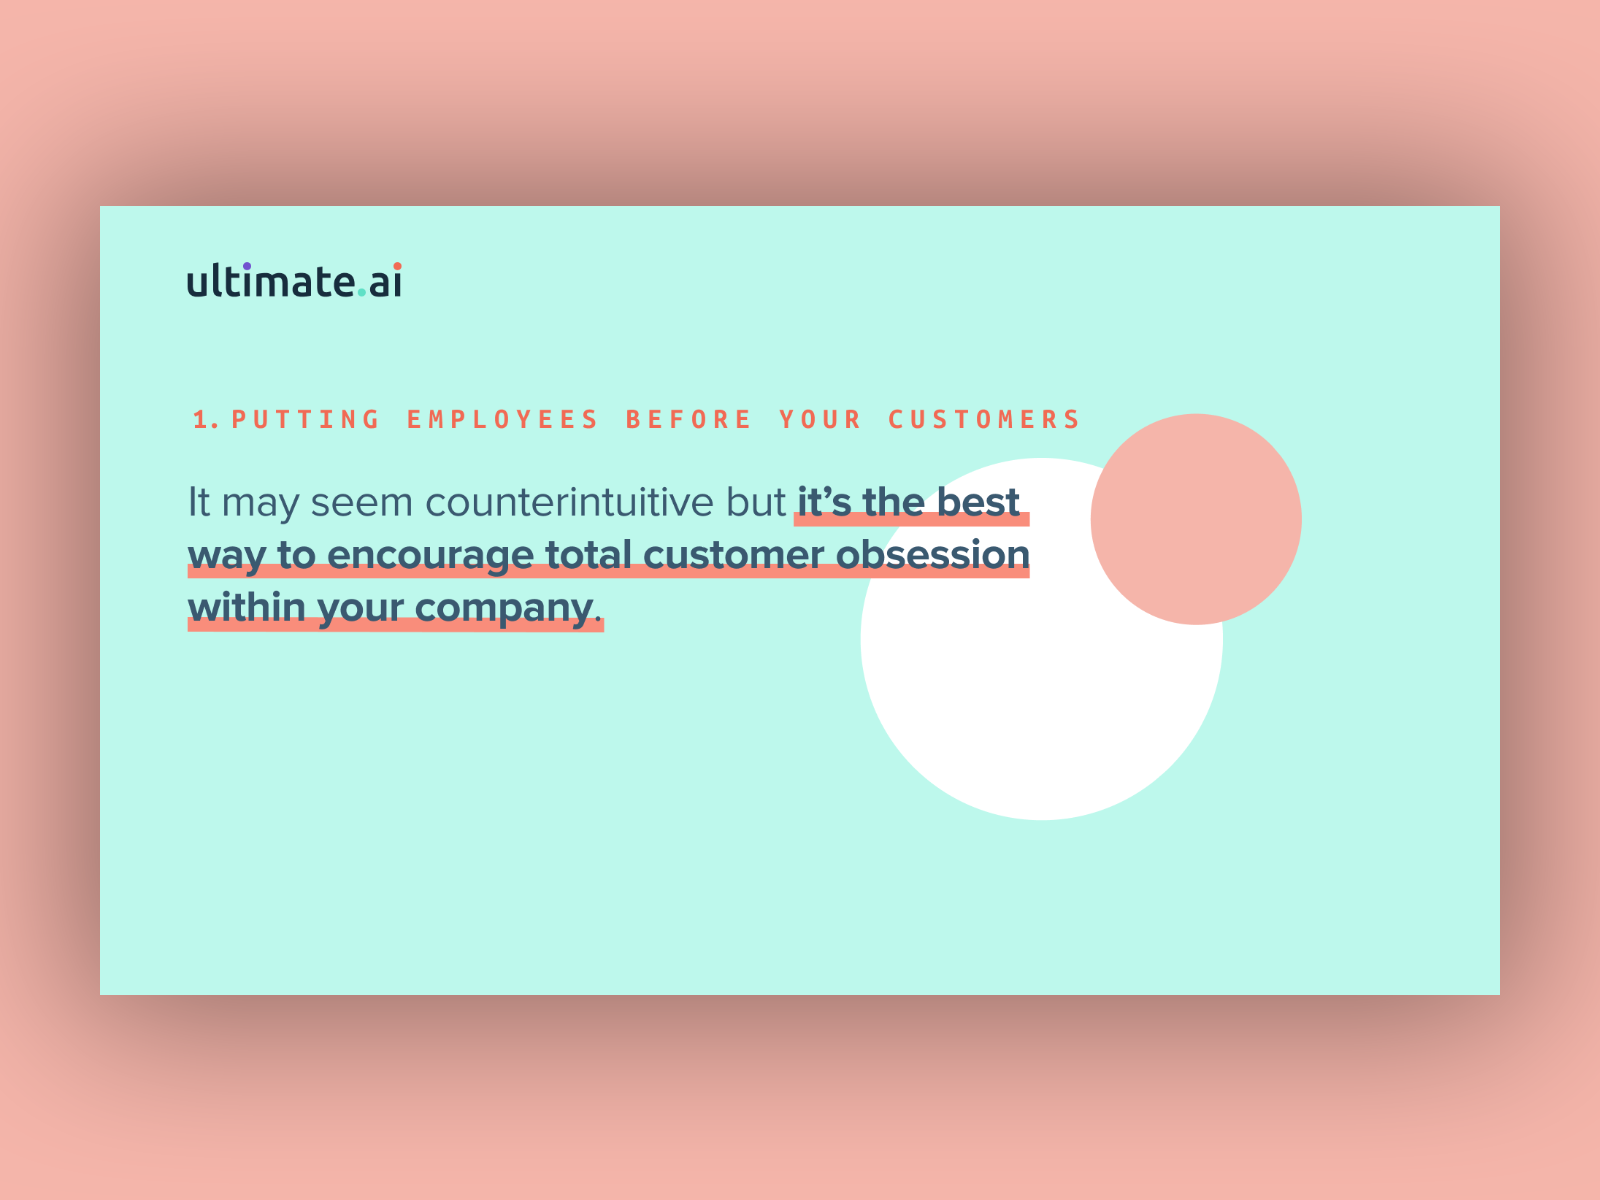 ultimate.ai
1. PUTTING EMPLOYEES BEFORE YOUR CUSTOMERS
It may seem counterintuitive but it’s the best
way to encourage total customer obsession
within your company.